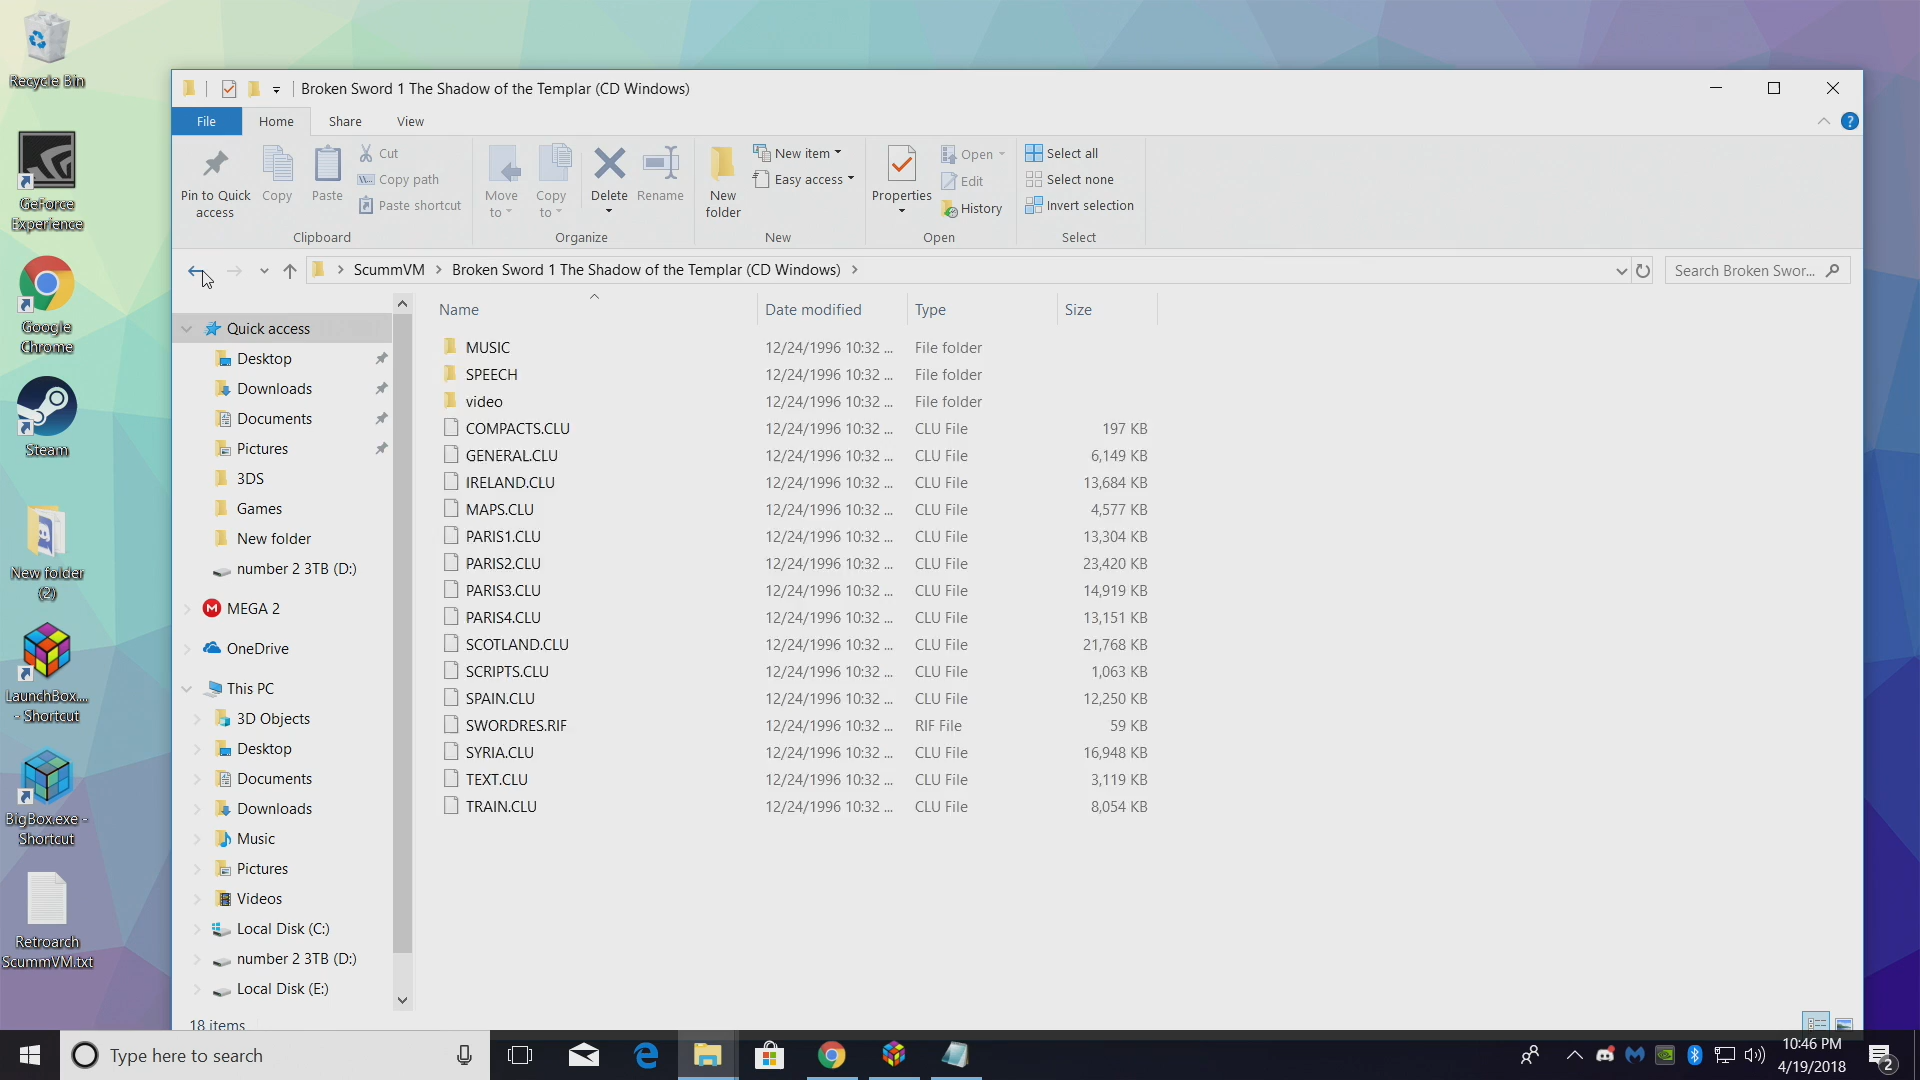 Recycle Bin
GeForce
Experience
Google
Chrome
Steam
New folder
(2)
LaunchBox....
- Shortcut
BigBox.exe -
Shortcut
Retroarch
ScummVM.txt
Broken Sword 1 The Shadow of the Templar (CD Windows)
File Home Share View
Pin to Quick
access
Copy
Paste
Cut
Copy path
Paste shortcut
Clipboard
Move
to
Copy
to
Delete
Rename
Organize
New
folder
New item
Easy access
New
Properties
Open
Edit
History
Open
Select all
Select none
Invert selection
Select
ScummVM > Broken Sword 1 The Shadow of the Templar (CD Windows) >
Search Broken Swor...
Quick access
Desktop
Downloads
Documents
Pictures
3DS
Games
New folder
number 2 3TB (D:)
MEGA 2
OneDrive
This PC
3D Objects
Desktop
Documents
Downloads
Music
Pictures
Videos
Local Disk (C:)
number 2 3TB (D:)
Local Disk (E:)
18 items
Name Date modified Type Size
MUSIC 12/24/1996 10:32 ... File folder
SPEECH 12/24/1996 10:32 ... File folder
video 12/24/1996 10:32 ... File folder
COMPACTS.CLU 12/24/1996 10:32 ... CLU File 197 KB
GENERAL.CLU 12/24/1996 10:32 ... CLU File 6,149 KB
IRELAND.CLU 12/24/1996 10:32 ... CLU File 13,684 KB
MAPS.CLU 12/24/1996 10:32 ... CLU File 4,577 KB
PARIS1.CLU 12/24/1996 10:32 ... CLU File 13,304 KB
PARIS2.CLU 12/24/1996 10:32 ... CLU File 23,420 KB
PARIS3.CLU 12/24/1996 10:32 ... CLU File 14,919 KB
PARIS4.CLU 12/24/1996 10:32 ... CLU File 13,151 KB
SCOTLAND.CLU 12/24/1996 10:32 ... CLU File 21,768 KB
SCRIPTS.CLU 12/24/1996 10:32 ... CLU File 1,063 KB
SPAIN.CLU 12/24/1996 10:32 ... CLU File 12,250 KB
SWORDRES.RIF 12/24/1996 10:32 ... RIF File 59 KB
SYRIA.CLU 12/24/1996 10:32 ... CLU File 16,948 KB
TEXT.CLU 12/24/1996 10:32 ... CLU File 3,119 KB
TRAIN.CLU 12/24/1996 10:32 ... CLU File 8,054 KB
Type here to search
10:46 PM
4/19/2018
2